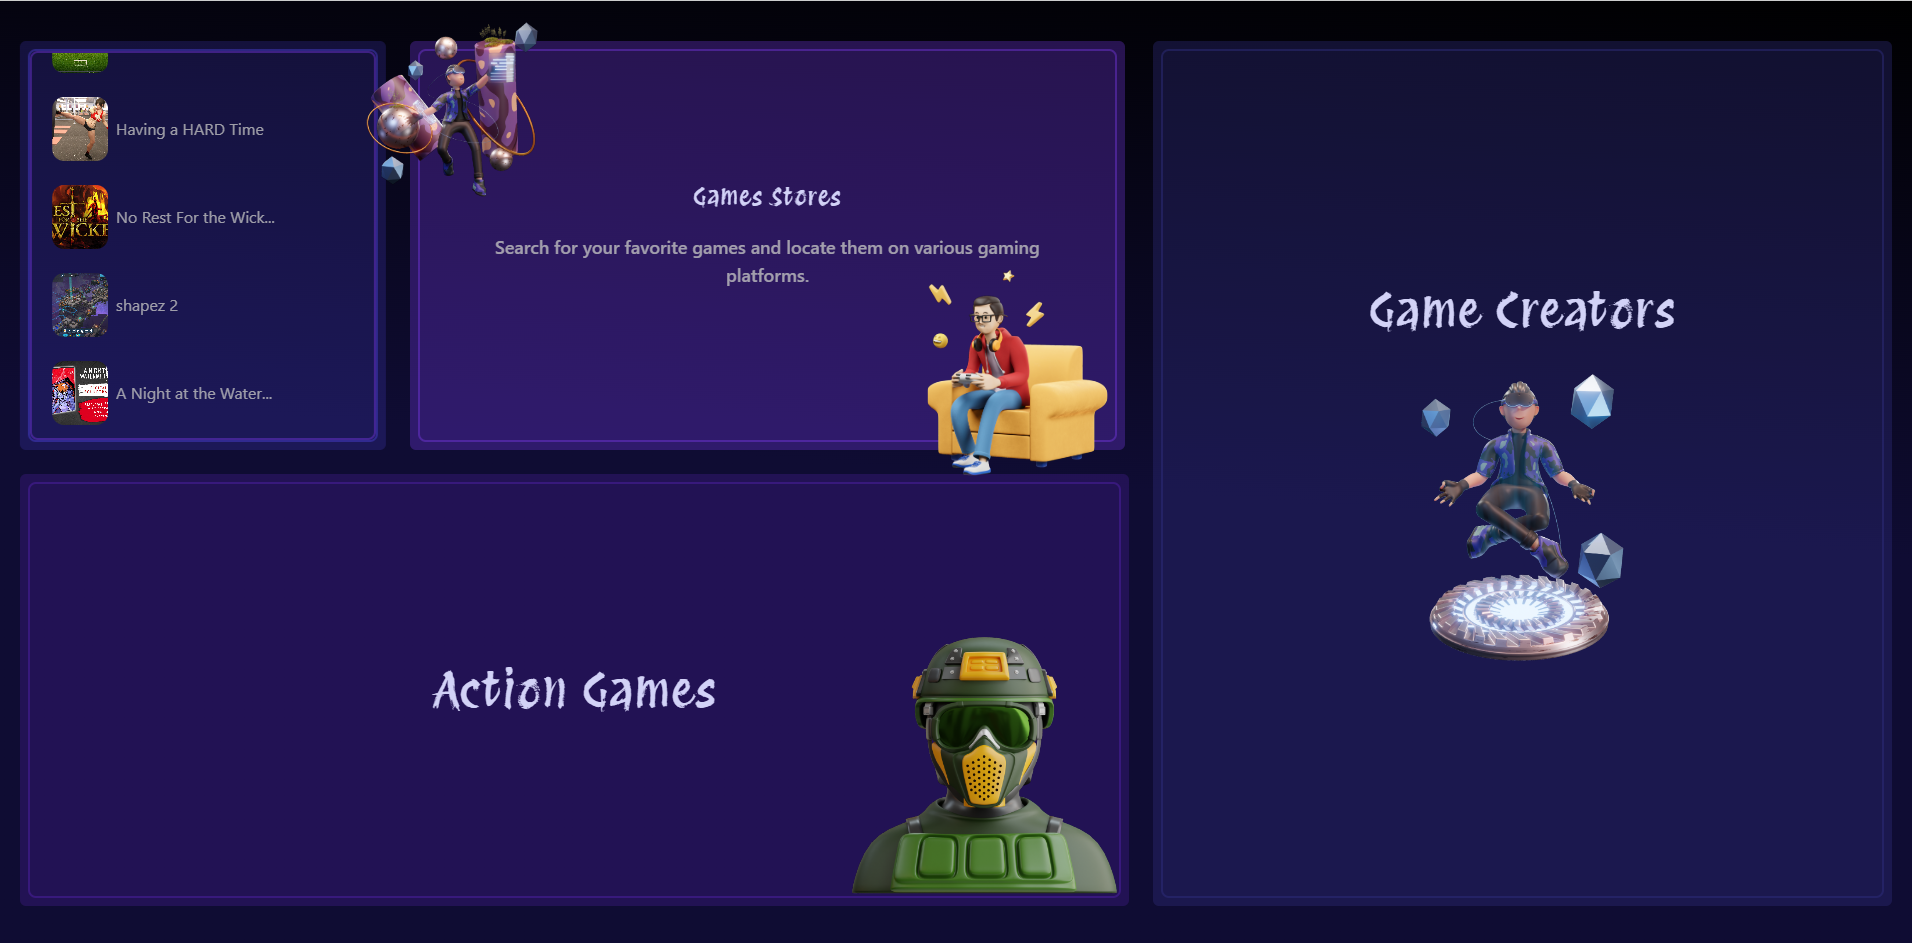 Having a HARD Time
No Rest For the Wick...
shapez 2
A Night at the Water...
Games Stores
Search for your favorite games and locate them on various gaming
platforms.
Action Games
Game Creators